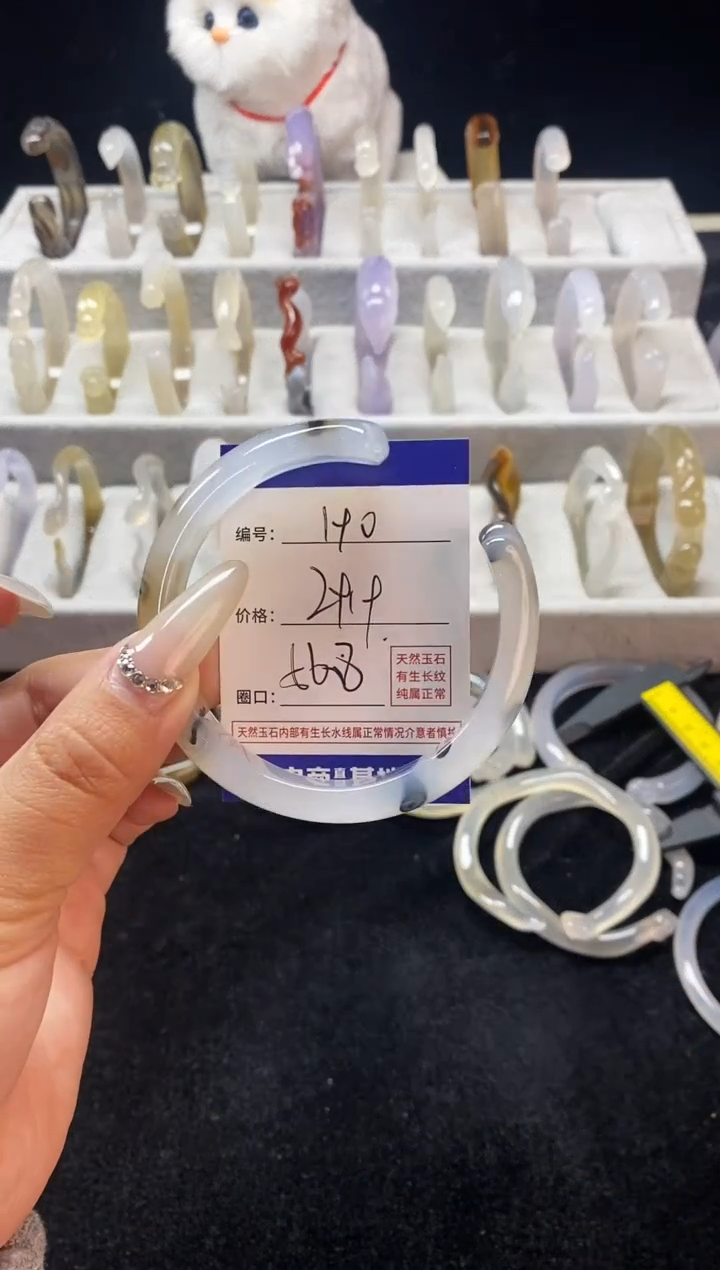 编号: 140
价格: 299
圈口: 56.8
天然玉石
有生长纹
纯属正常
天然玉石内部有生长水线属正常情况介意者慎拍